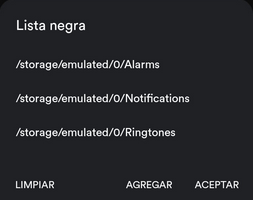 Lista negra
/storage/emulated/0/Alarms
/storage/emulated/0/Notifications
/storage/emulated/0/Ringtones
LIMPIAR AGREGAR ACEPTAR